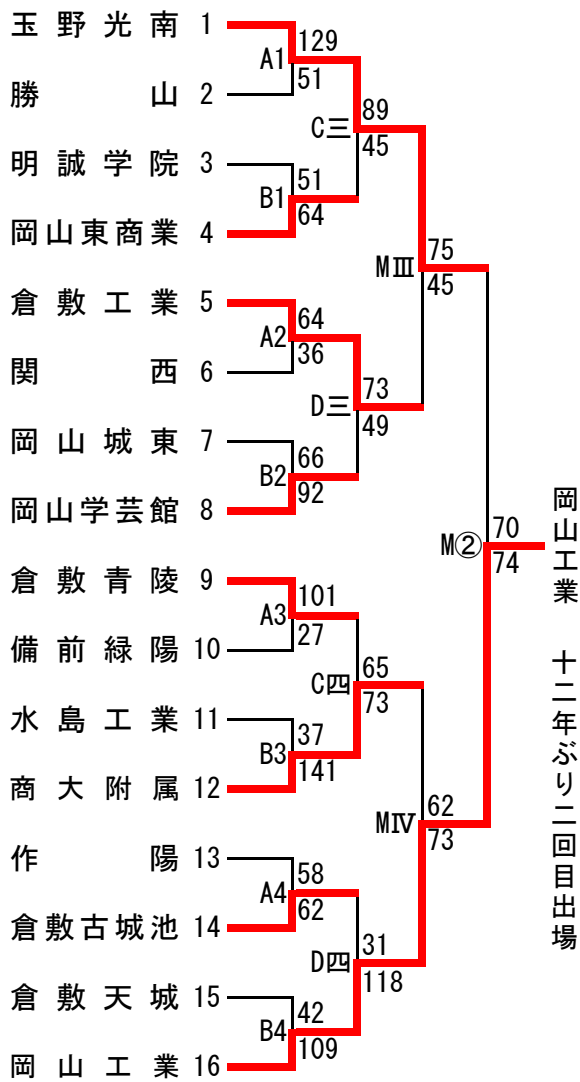 玉野光南 1
勝山 2
明誠学院 3
岡山東商業 4
倉敷工業 5
関西 6
岡山城東 7
岡山学芸館 8
倉敷青陵 9
備前緑陽 10
水島工業 11
商大附属 12
作陽 13
倉敷古城池 14
倉敷天城 15
岡山工業 16
A1
129
51
B1
51
64
A2
64
36
B2
66
92
A3
101
27
B3
37
141
A4
58
62
B4
42
109
C三
89
45
D三
73
49
C四
65
73
D四
31
118
MⅢ
75
45
MⅣ
62
73
M②
70
74
岡山工業 十二年ぶり二回目出場